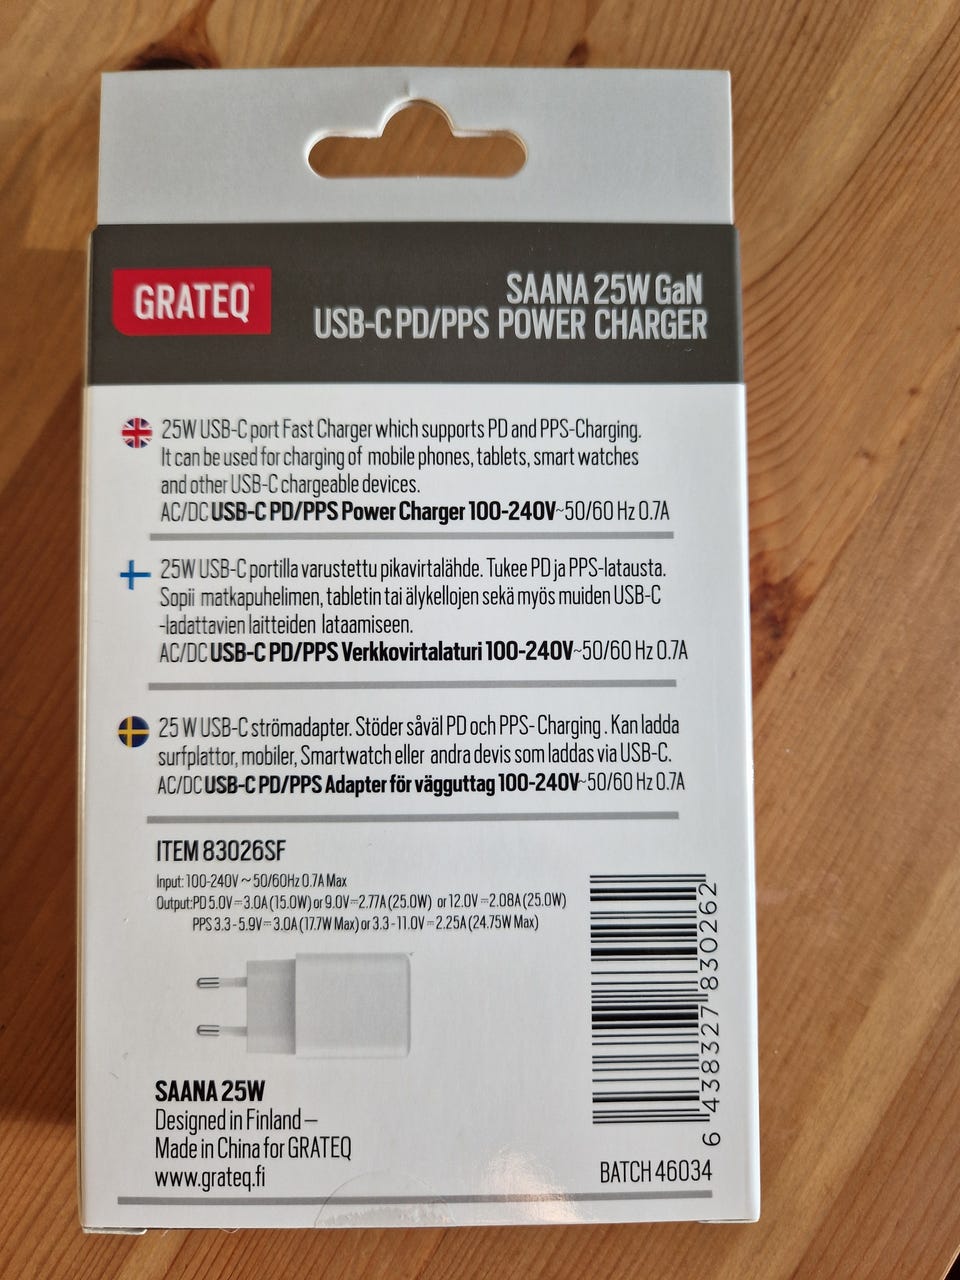 GRATEQ®
SAANA 25W GaN
USB-C PD/PPS POWER CHARGER
25W USB-C port Fast Charger which supports PD and PPS-Charging.
It can be used for charging of mobile phones, tablets, smart watches
and other USB-C chargeable devices.
AC/DC USB-C PD/PPS Power Charger 100-240V~50/60 Hz 0.7A
25W USB-C portilla varustettu pikavirtalähde. Tukee PD ja PPS-latausta.
Sopii matkapuhelimen, tabletin tai älykellojen sekä myös muiden USB-C
-ladattavien laitteiden lataamiseen.
AC/DC USB-C PD/PPS Verkkovirtalaturi 100-240V~50/60 Hz 0.7A
25 W USB-C strömadapter. Stöder såväl PD och PPS- Charging . Kan ladda
surfplattor, mobiler, Smartwatch eller andra devis som laddas via USB-C.
AC/DC USB-C PD/PPS Adapter för vägguttag 100-240V~50/60 Hz 0.7A
ITEM 83026SF
Input: 100-240V ~ 50/60Hz 0.7A Max
Output:PD 5.0V⎓3.0A (15.0W) or 9.0V⎓2.77A (25.0W) or 12.0V⎓2.08A (25.0W)
PPS 3.3 - 5.9V⎓3.0A (17.7W Max) or 3.3 - 11.0V⎓2.25A (24.75W Max)
6 438327 830262
SAANA 25W
Designed in Finland –
Made in China for GRATEQ
www.grateq.fi
BATCH 46034